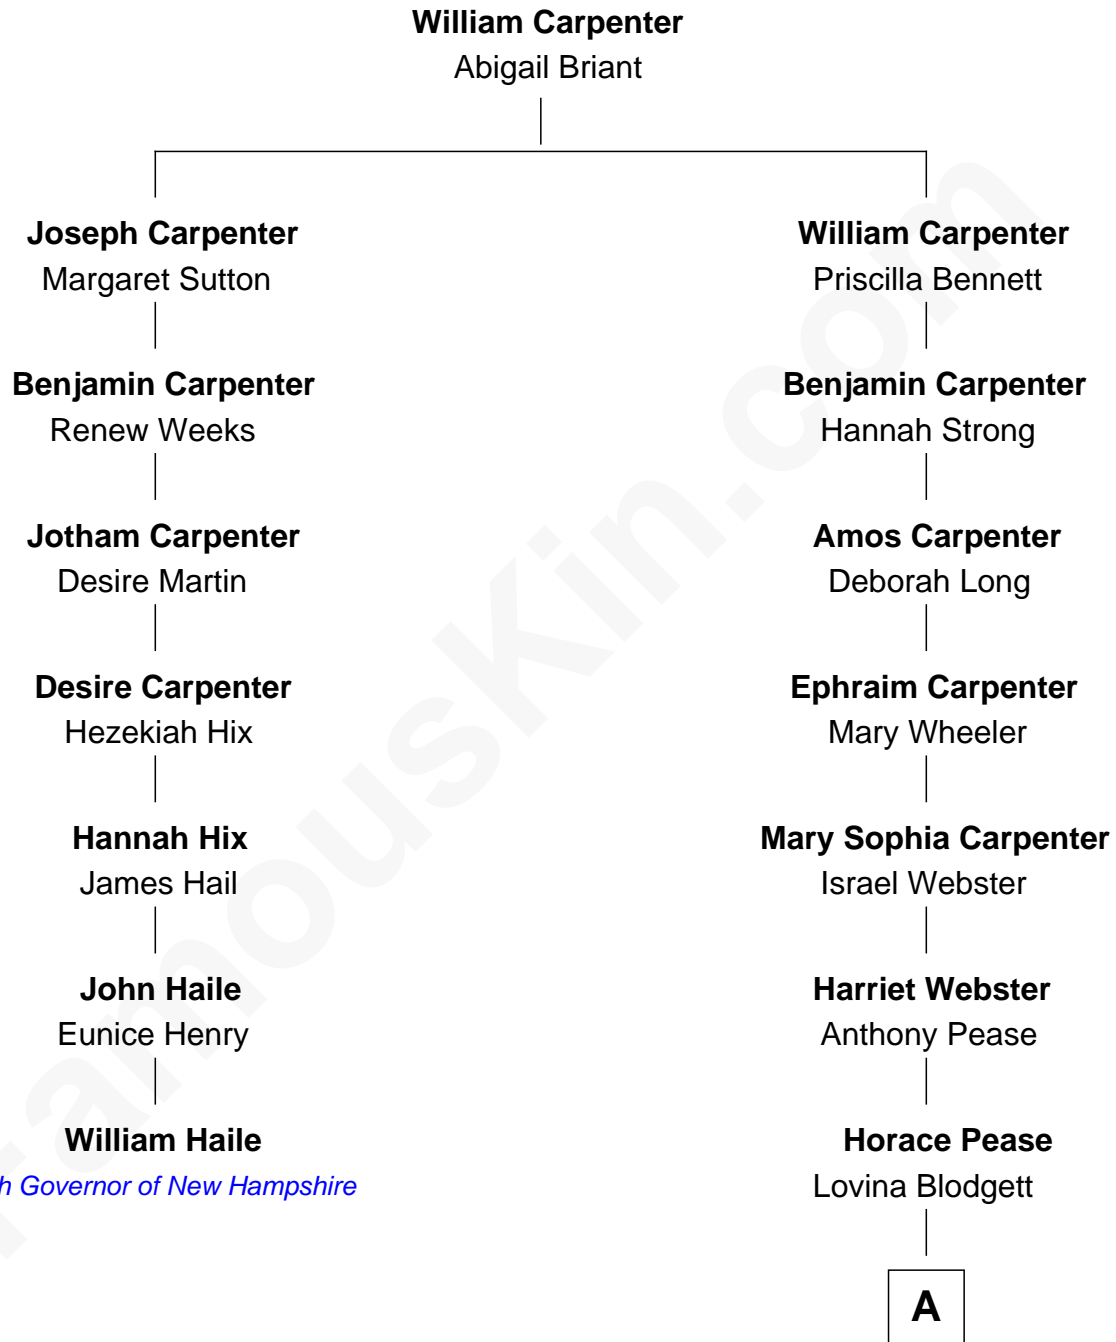 William Carpenter
Abigail Briant
Joseph Carpenter
Margaret Sutton
William Carpenter
Priscilla Bennett
Benjamin Carpenter
Renew Weeks
Benjamin Carpenter
Hannah Strong
Jotham Carpenter
Desire Martin
Amos Carpenter
Deborah Long
Desire Carpenter
Hezekiah Hix
Ephraim Carpenter
Mary Wheeler
Hannah Hix
James Hail
Mary Sophia Carpenter
Israel Webster
John Haile
Eunice Henry
Harriet Webster
Anthony Pease
William Haile
h Governor of New Hampshire
Horace Pease
Lovina Blodgett
A
FamousKin.com